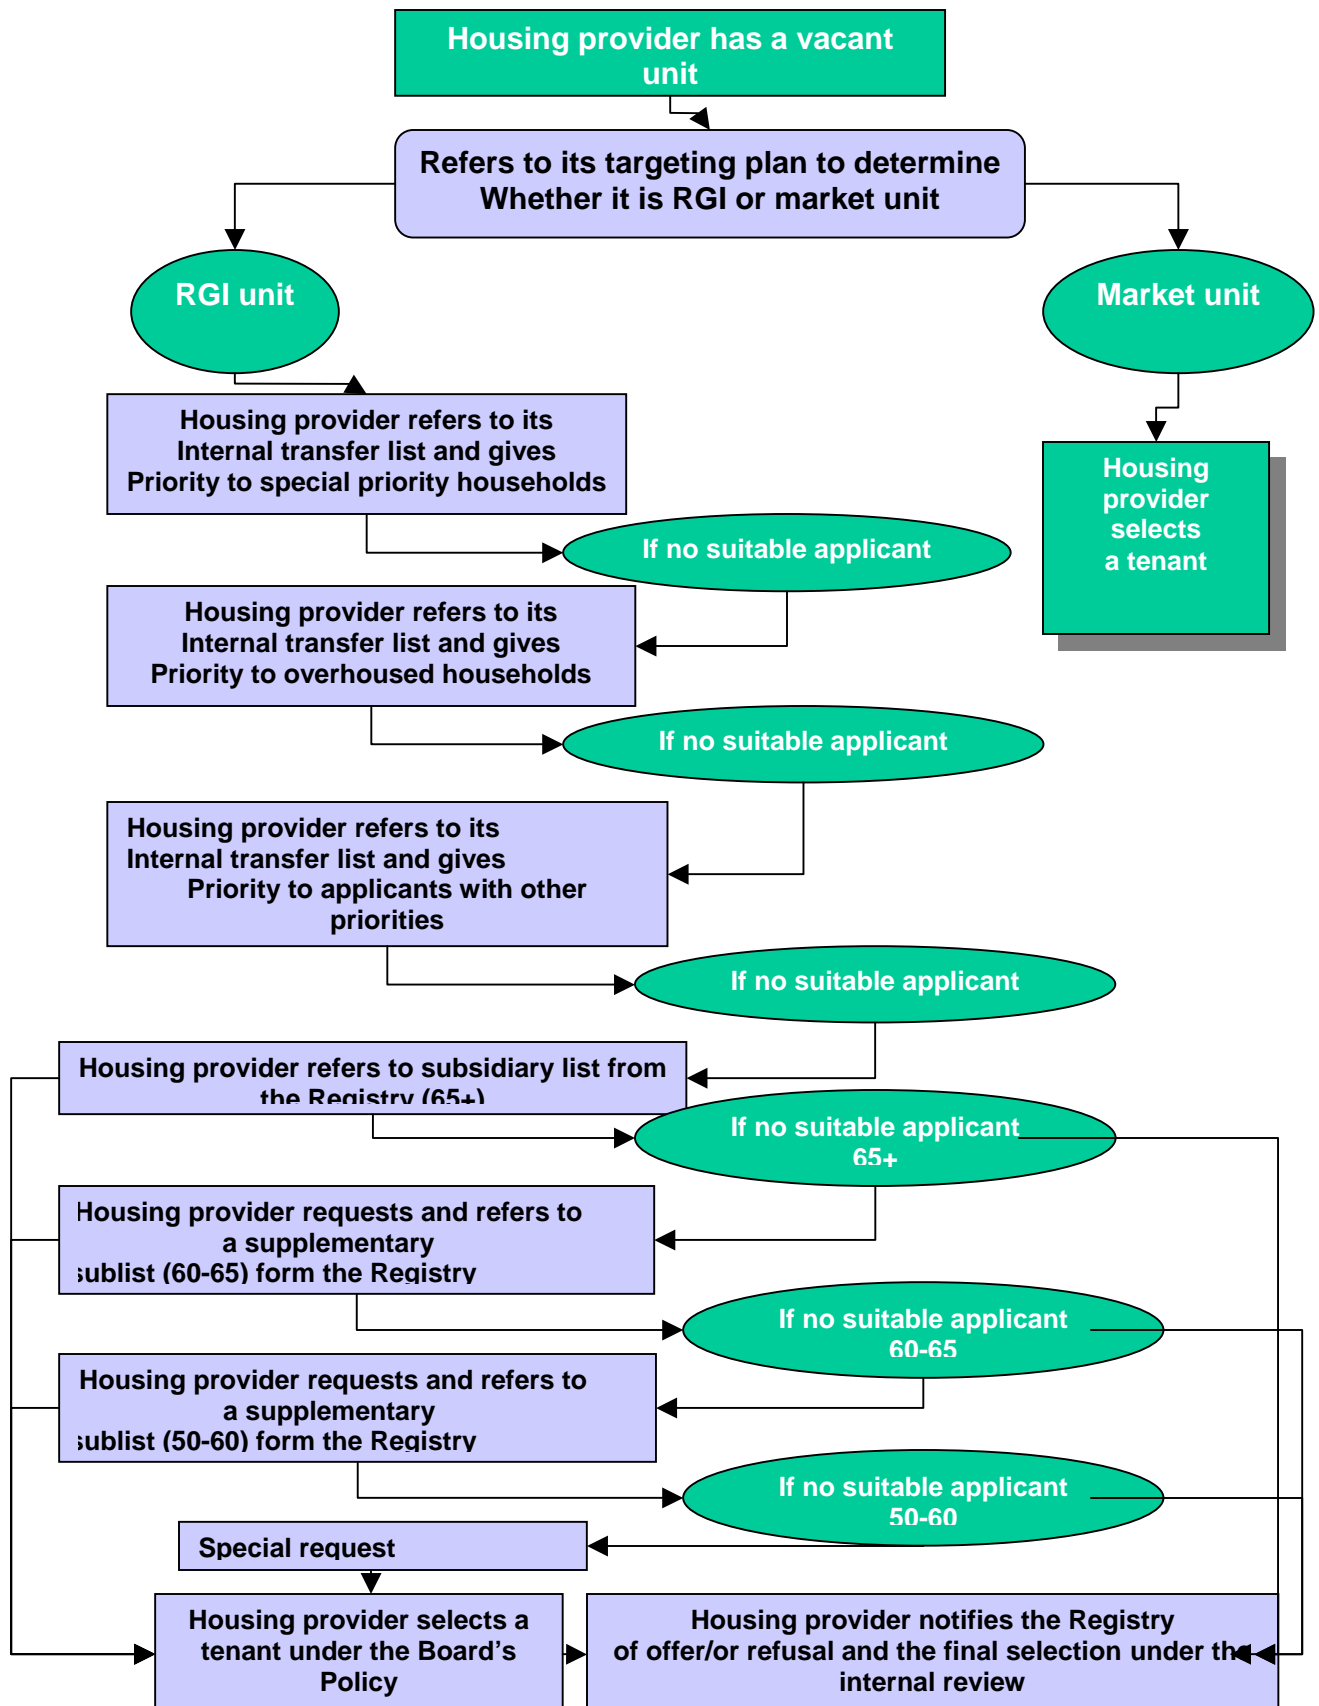 Housing provider has a vacant
unit
Refers to its targeting plan to determine
Whether it is RGI or market unit
RGI unit
Market unit
Housing provider refers to its
Internal transfer list and gives
Priority to special priority households
Housing
provider
selects
a tenant
If no suitable applicant
Housing provider refers to its
Internal transfer list and gives
Priority to overhoused households
If no suitable applicant
Housing provider refers to its
Internal transfer list and gives
Priority to applicants with other
priorities
If no suitable applicant
Housing provider refers to subsidiary list from
the Registry (65+)
If no suitable applicant
65+
Housing provider requests and refers to
a supplementary
sublist (60-65) form the Registry
If no suitable applicant
60-65
Housing provider requests and refers to
a supplementary
sublist (50-60) form the Registry
If no suitable applicant
50-60
Special request
Housing provider selects a
tenant under the Board’s
Policy
Housing provider notifies the Registry
of offer/or refusal and the final selection under the
internal review